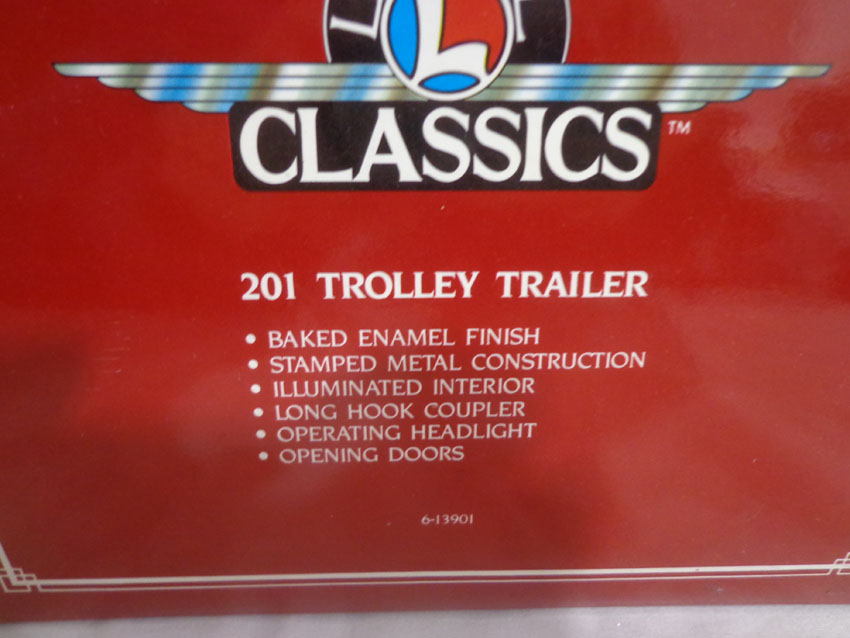 L L
L
CLASSICS TM
201 TROLLEY TRAILER
• BAKED ENAMEL FINISH
• STAMPED METAL CONSTRUCTION
• ILLUMINATED INTERIOR
• LONG HOOK COUPLER
• OPERATING HEADLIGHT
• OPENING DOORS
6-13901